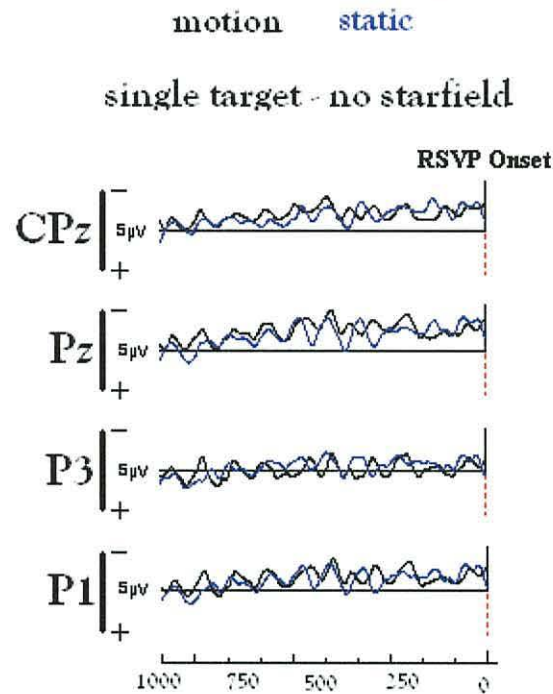 motion static
single target - no starfield
RSVP Onset
−
CPz 5µV
+
−
Pz 5µV
+
−
P3 5µV
+
−
P1 5µV
+
1000 750 500 250 0